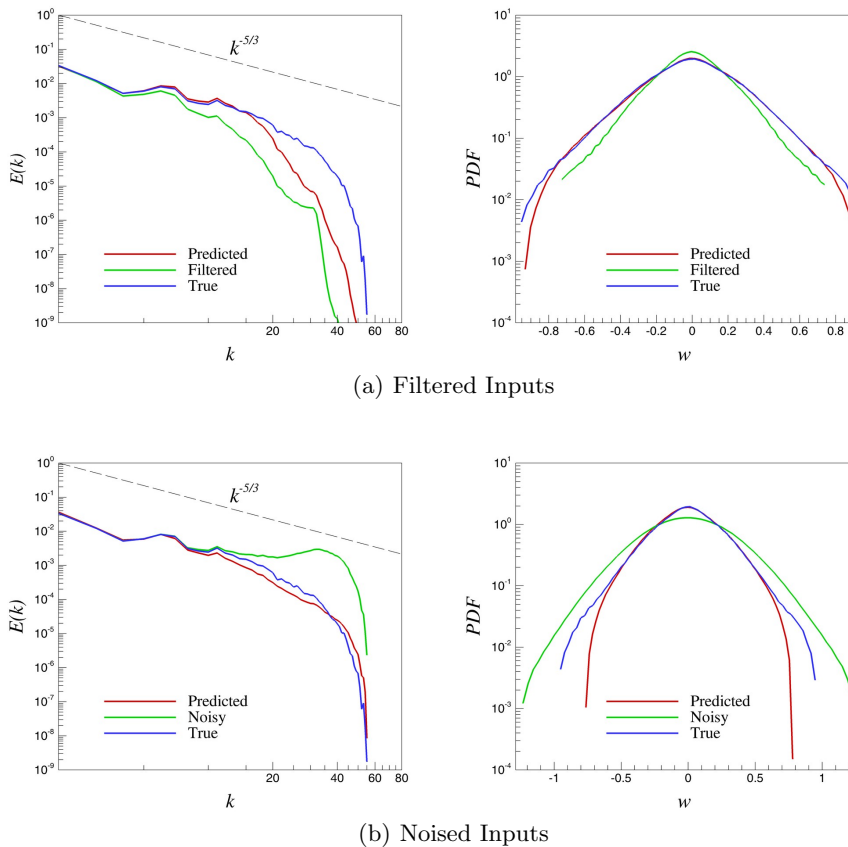 10^0
10^-1
10^-2
10^-3
10^-4
10^-5
10^-6
10^-7
10^-8
10^-9
E(k)
k^-5/3
Predicted
Filtered
True
20 40 60 80
k
10^1
10^0
10^-1
10^-2
10^-3
10^-4
PDF
Predicted
Filtered
True
-0.8 -0.6 -0.4 -0.2 0 0.2 0.4 0.6 0.8
w
(a) Filtered Inputs
10^0
10^-1
10^-2
10^-3
10^-4
10^-5
10^-6
10^-7
10^-8
10^-9
E(k)
k^-5/3
Predicted
Noisy
True
20 40 60 80
k
10^1
10^0
10^-1
10^-2
10^-3
10^-4
PDF
Predicted
Noisy
True
-1 -0.5 0 0.5 1
w
(b) Noised Inputs